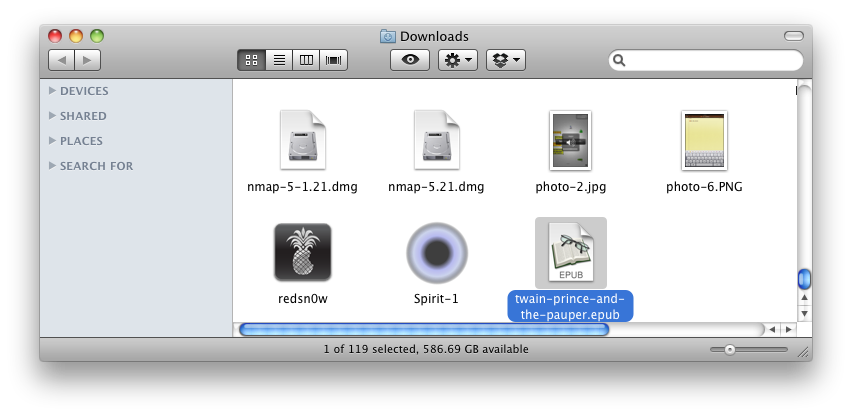 Downloads
DEVICES
SHARED
PLACES
SEARCH FOR
nmap-5-1.21.dmg
nmap-5.21.dmg
photo-2.jpg
photo-6.PNG
redsn0w
Spirit-1
EPUB
twain-prince-and-
the-pauper.epub
1 of 119 selected, 586.69 GB available